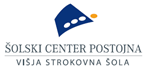 ŠOLSKI CENTER POSTOJNA
VIŠJA STROKOVNA ŠOLA